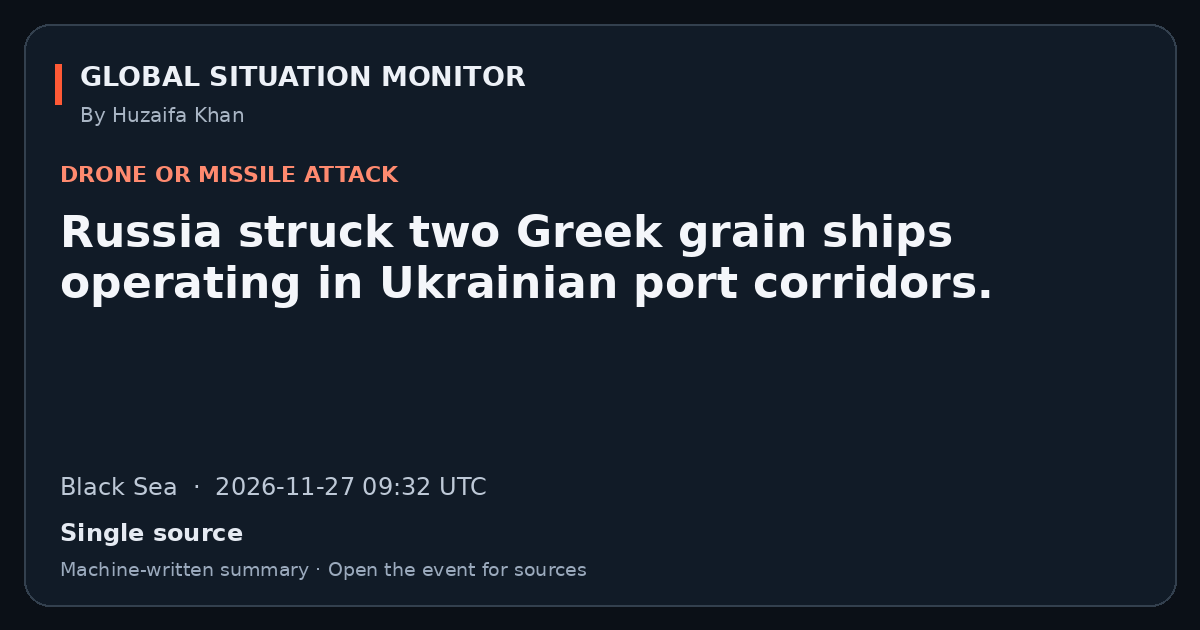 GLOBAL SITUATION MONITOR
By Huzaifa Khan
DRONE OR MISSILE ATTACK
Russia struck two Greek grain ships
operating in Ukrainian port corridors.
Black Sea · 2026-11-27 09:32 UTC
Single source
Machine-written summary · Open the event for sources